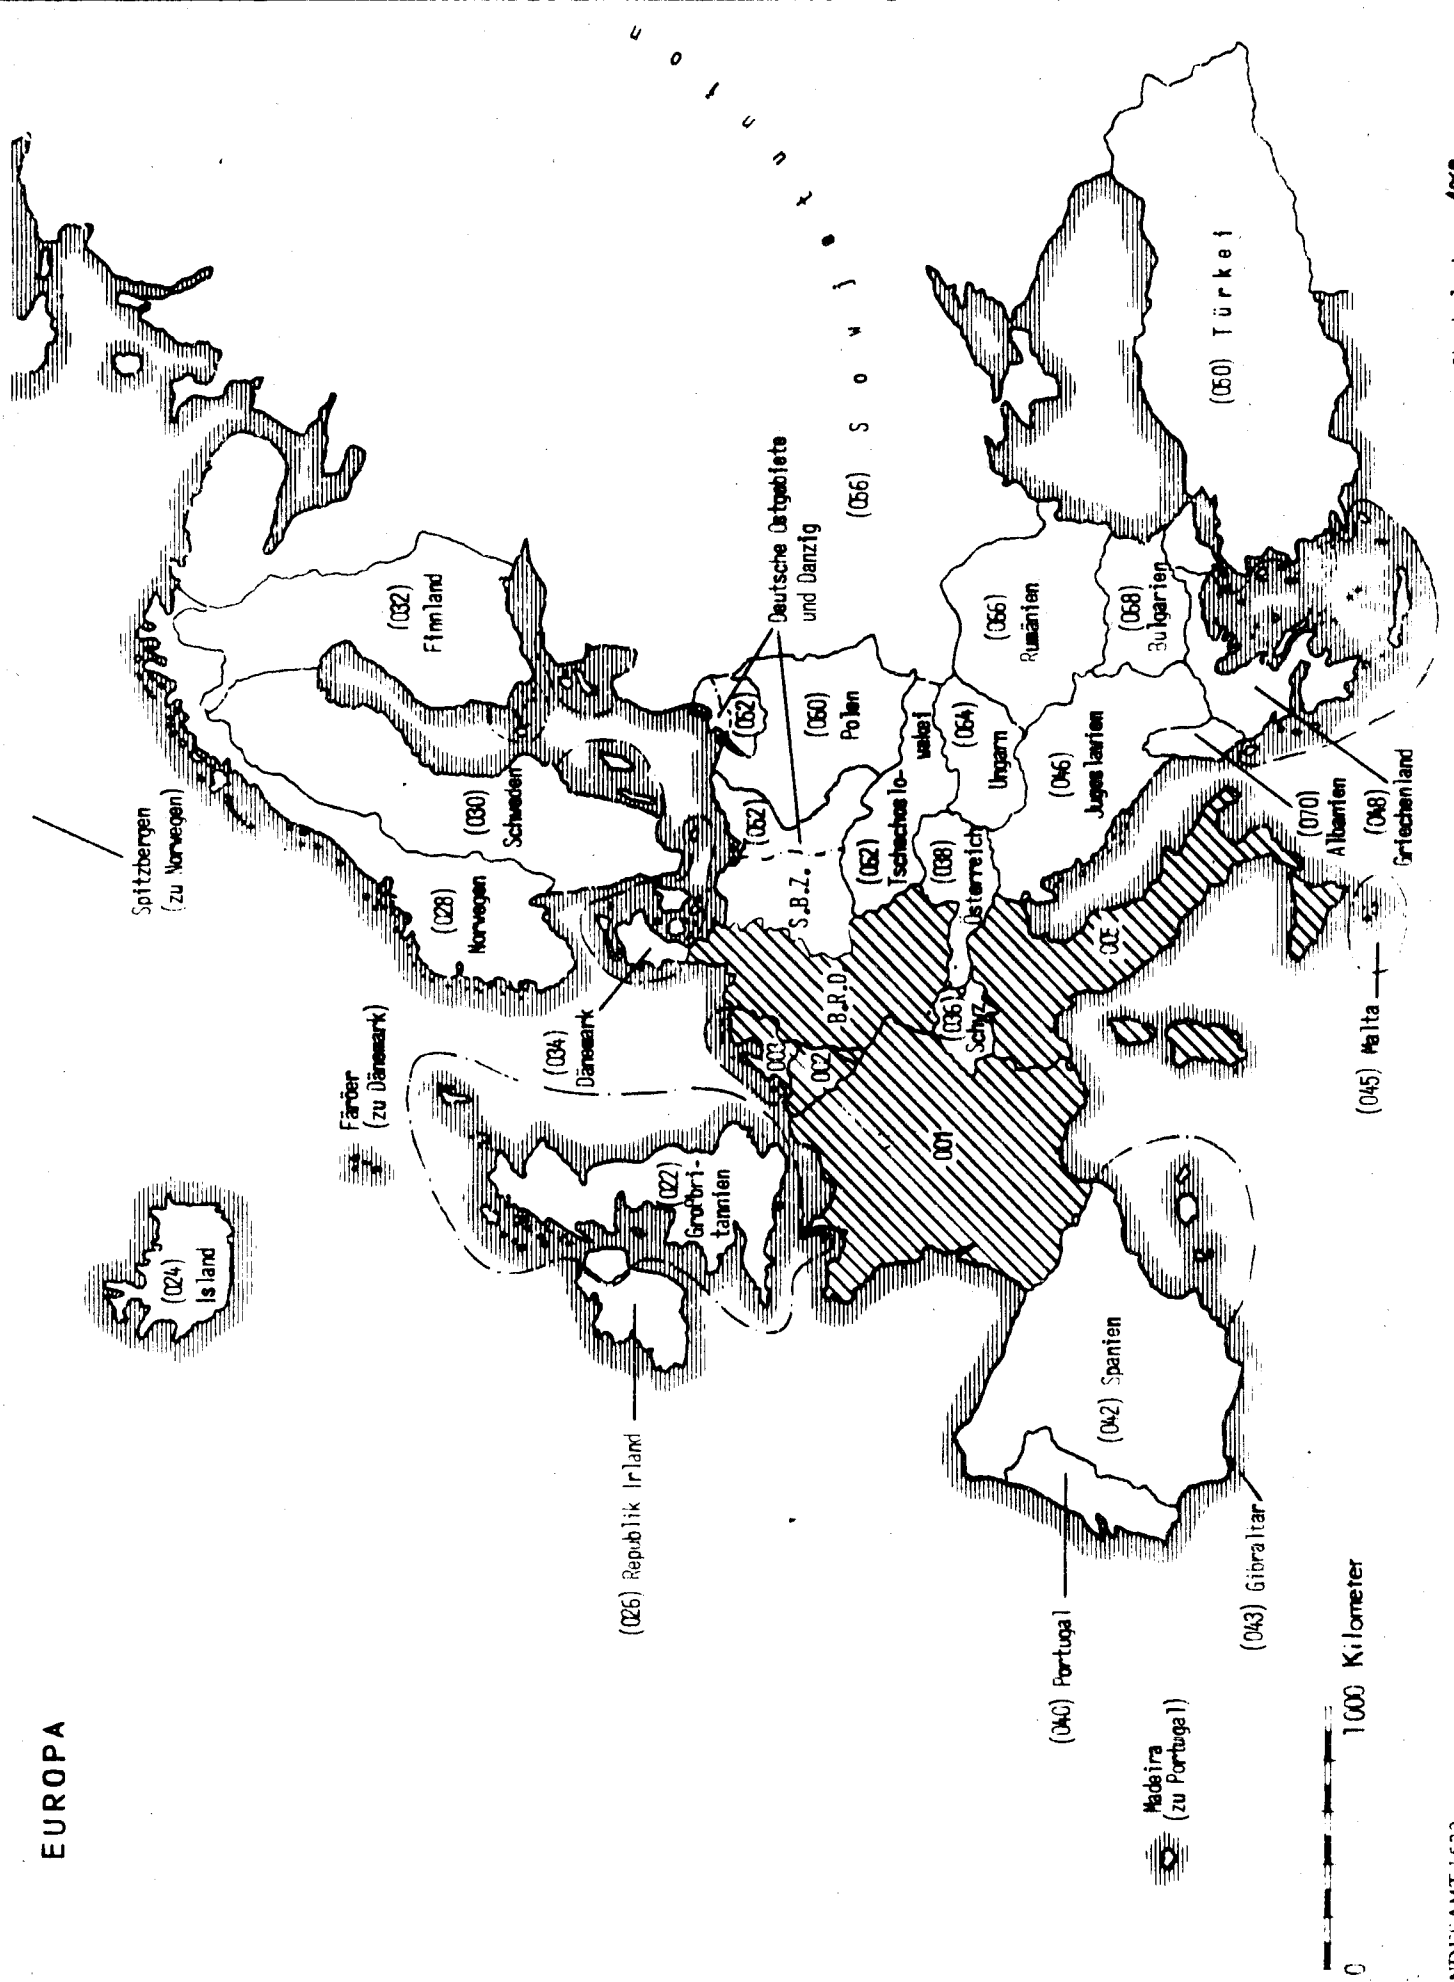 EUROPA
Spitzbergen
(zu Norwegen)
(024)
Island
Färöer
(zu Dänemark)
(028)
Norwegen
(030)
Schweden
(032)
Finnland
(034)
Dänemark
(026) Republik Irland
(022)
Großbri-
tannien
003
002
001
B.R.D.
S.B.Z.
(052)
(052)
Deutsche Ostgebiete
und Danzig
(056) Sowjetunion
(060)
Polen
(062)
Tschechoslo-
wakei
(036)
Schwz.
(038)
Österreich
(064)
Ungarn
(066)
Rumänien
(068)
Bulgarien
(046)
Jugoslawien
005
(050) Türkei
(070)
Albanien
(048)
Griechenland
(045) Malta
(042) Spanien
(040) Portugal
(043) Gibraltar
Madeira
(zu Portugal)
0 1000 Kilometer